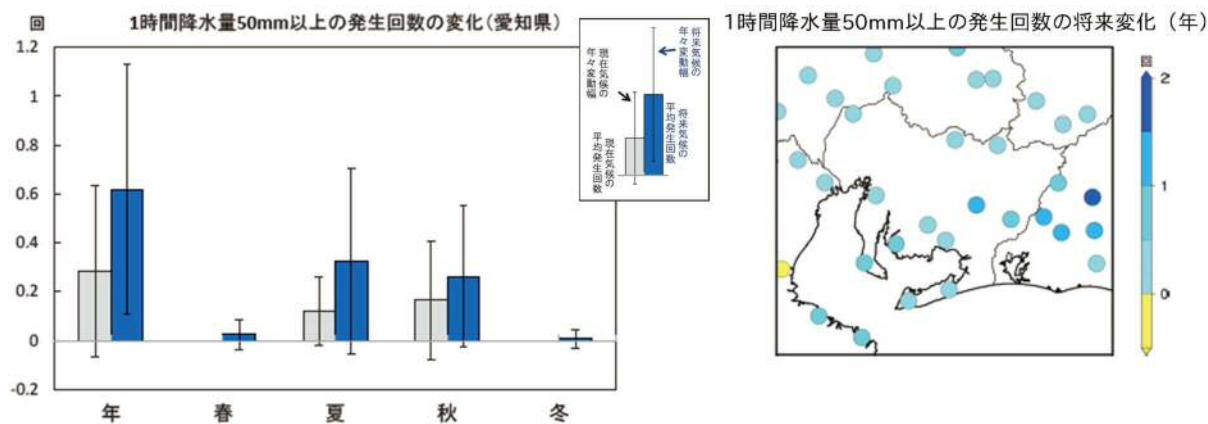 回
1時間降水量50mm以上の発生回数の変化(愛知県)
1.2
1
0.8
0.6
0.4
0.2
0
-0.2
年
春
夏
秋
冬
現在気候の
年々変動幅
将来気候の
年々変動幅
現在気候の
平均発生回数
将来気候の
平均発生回数
1時間降水量50mm以上の発生回数の将来変化（年）
回
2
1
0